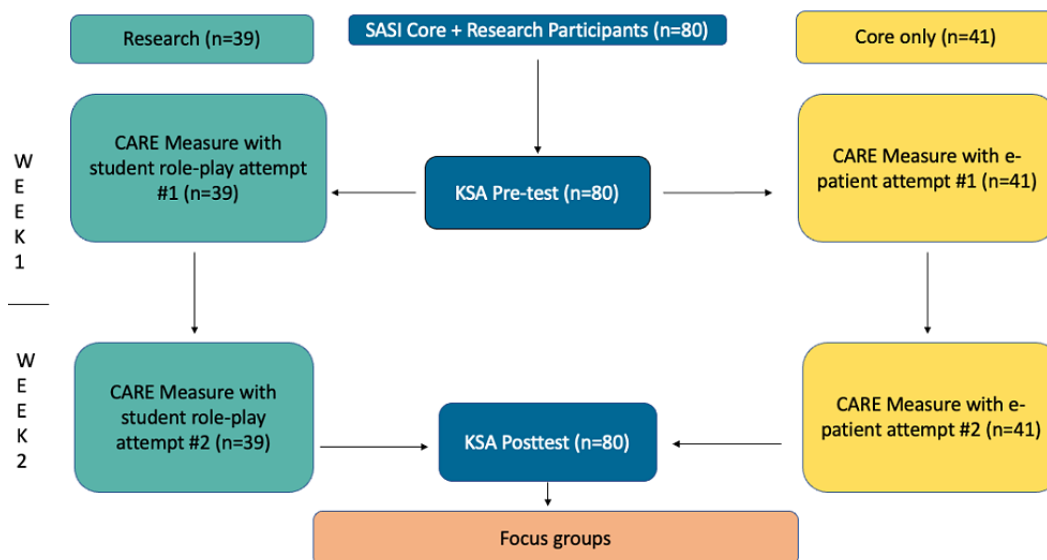 Research (n=39)
SASI Core + Research Participants (n=80)
Core only (n=41)
W
E
E
K
1
CARE Measure with
student role-play attempt
#1 (n=39)
KSA Pre-test (n=80)
CARE Measure with e-
patient attempt #1 (n=41)
W
E
E
K
2
CARE Measure with
student role-play
attempt #2 (n=39)
KSA Posttest (n=80)
CARE Measure with e-
patient attempt #2 (n=41)
Focus groups